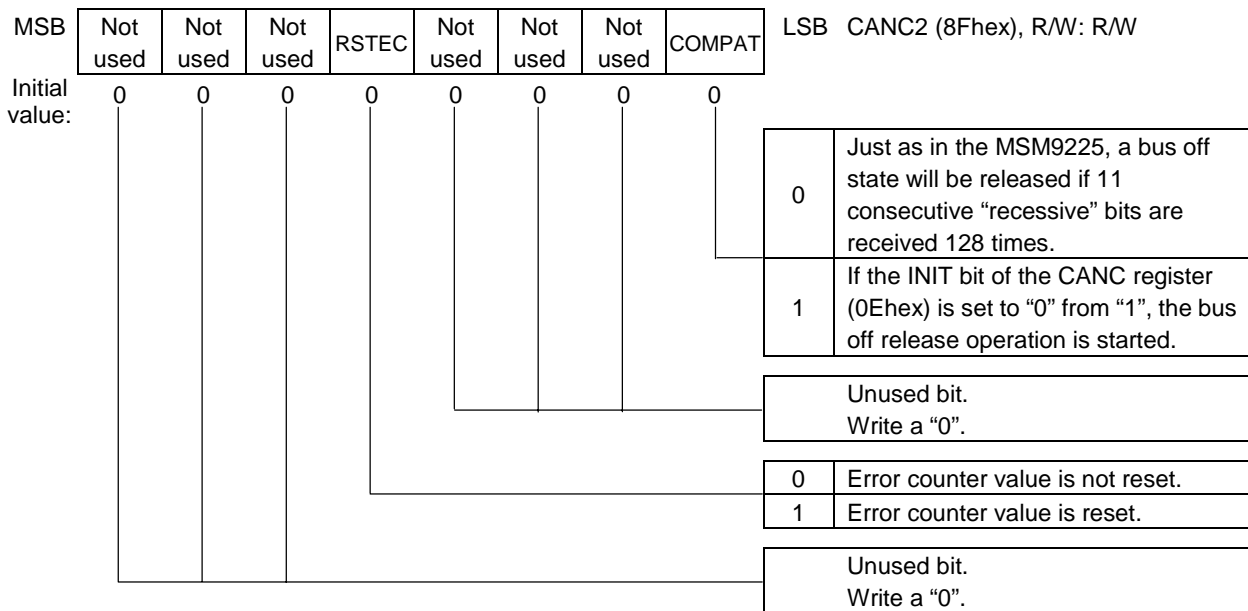 MSB Not used Not used Not used RSTEC Not used Not used Not used COMPAT LSB CANC2 (8Fhex), R/W: R/W
Initial value: 0 0 0 0 0 0 0 0
0 Just as in the MSM9225, a bus off
state will be released if 11
consecutive “recessive” bits are
received 128 times.
1 If the INIT bit of the CANC register
(0Ehex) is set to “0” from “1”, the bus
off release operation is started.
Unused bit.
Write a “0”.
0 Error counter value is not reset.
1 Error counter value is reset.
Unused bit.
Write a “0”.